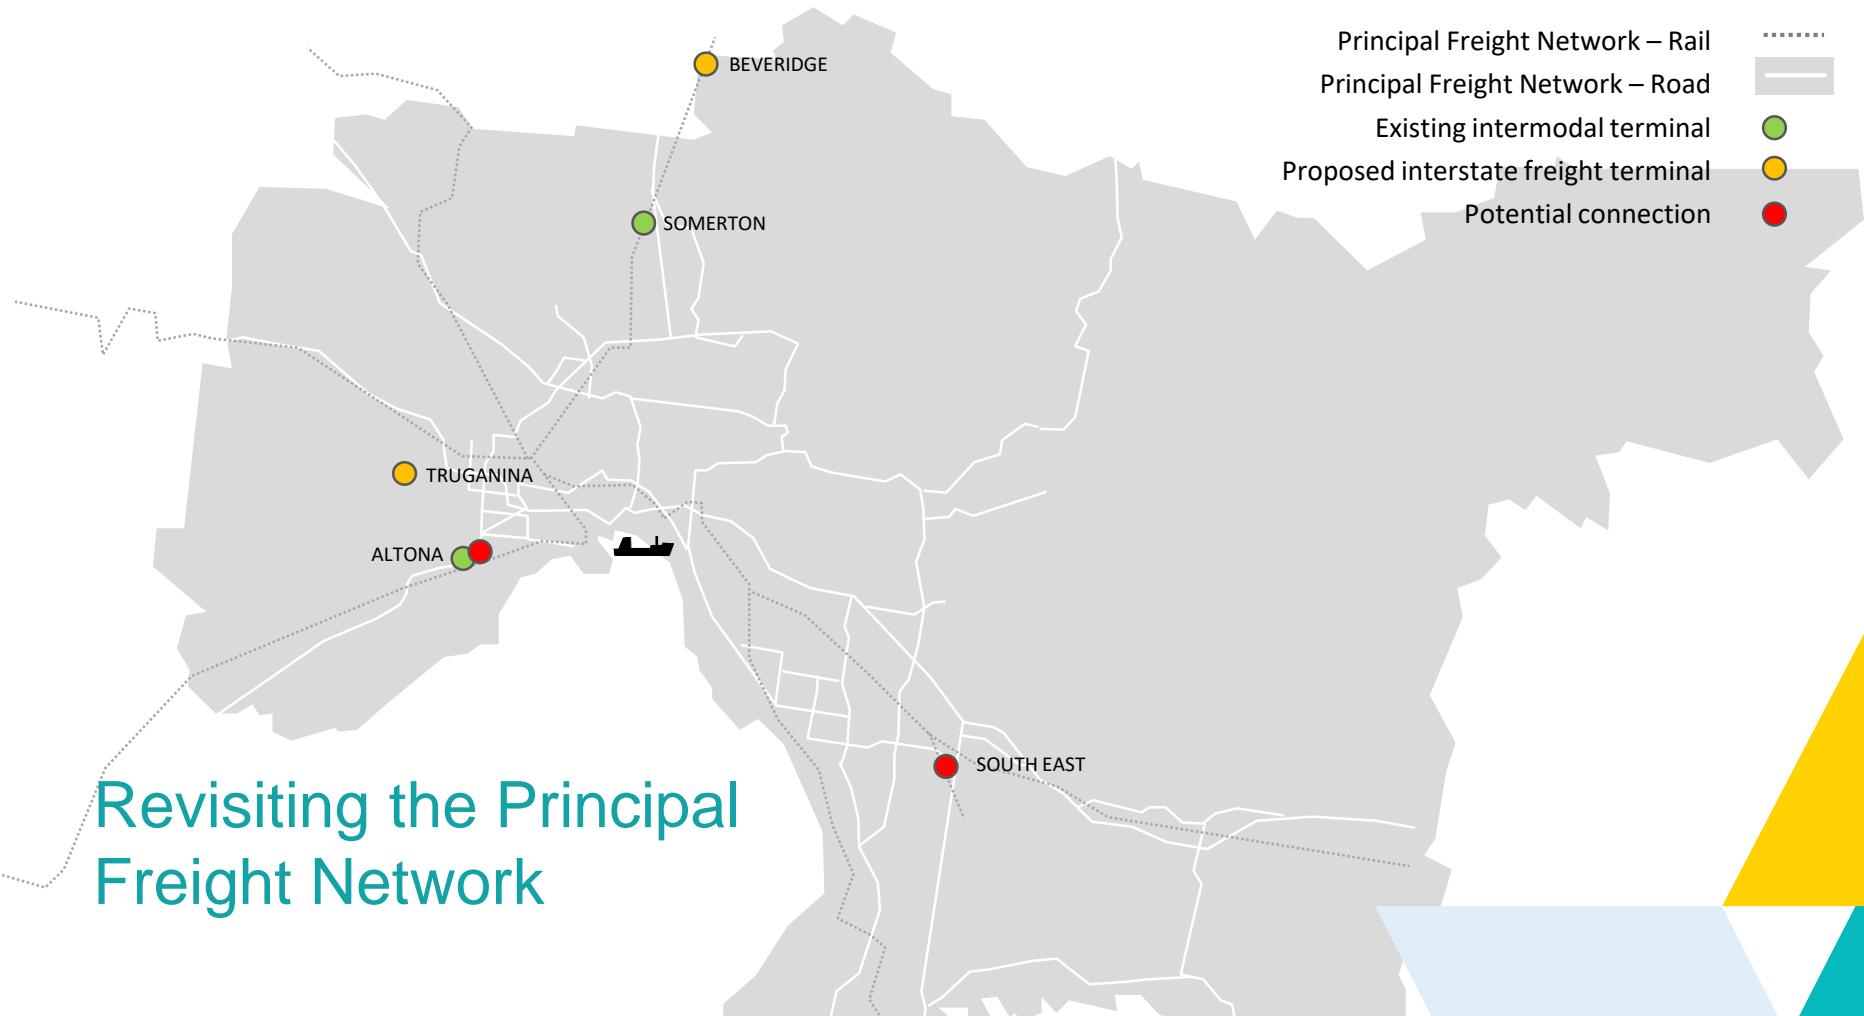 Principal Freight Network – Rail
Principal Freight Network – Road
Existing intermodal terminal
Proposed interstate freight terminal
Potential connection
BEVERIDGE
SOMERTON
TRUGANINA
ALTONA
SOUTH EAST
Revisiting the Principal
Freight Network